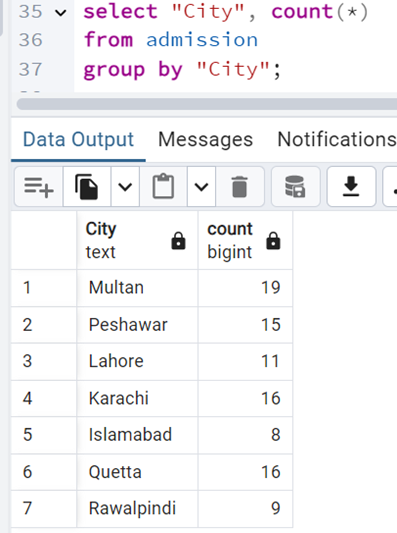 35 select "City", count(*)
36 from admission
37 group by "City";
Data Output Messages Notifications
City text count bigint
1 Multan 19
2 Peshawar 15
3 Lahore 11
4 Karachi 16
5 Islamabad 8
6 Quetta 16
7 Rawalpindi 9